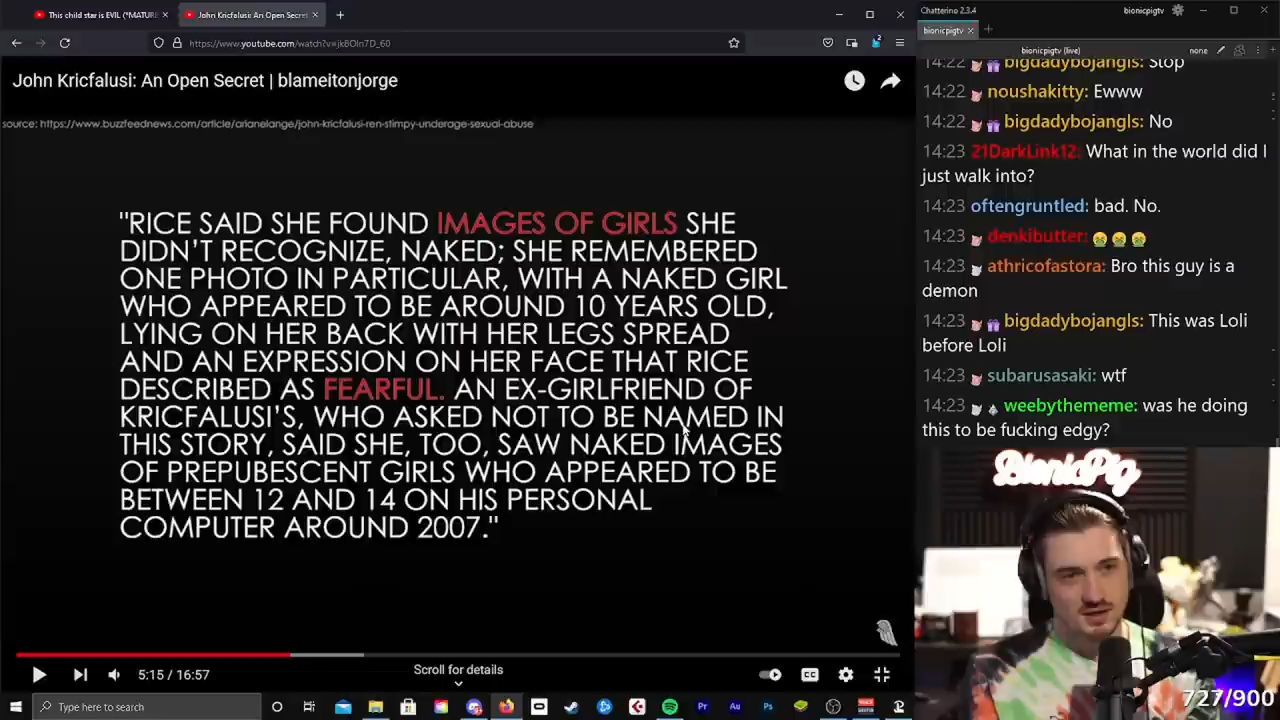 This child star is EVIL (*MATURE
John Kricfalusi: An Open Secret
https://www.youtube.com/watch?v=jk8OIn7D_60
John Kricfalusi: An Open Secret | blameitonjorge
source: https://www.buzzfeednews.com/article/arianelange/john-kricfalusi-ren-stimpy-underage-sexual-abuse
"RICE SAID SHE FOUND IMAGES OF GIRLS SHE
DIDN'T RECOGNIZE, NAKED; SHE REMEMBERED
ONE PHOTO IN PARTICULAR, WITH A NAKED GIRL
WHO APPEARED TO BE AROUND 10 YEARS OLD,
LYING ON HER BACK WITH HER LEGS SPREAD
AND AN EXPRESSION ON HER FACE THAT RICE
DESCRIBED AS FEARFUL. AN EX-GIRLFRIEND OF
KRICFALUSI'S, WHO ASKED NOT TO BE NAMED IN
THIS STORY, SAID SHE, TOO, SAW NAKED IMAGES
OF PREPUBESCENT GIRLS WHO APPEARED TO BE
BETWEEN 12 AND 14 ON HIS PERSONAL
COMPUTER AROUND 2007."
5:15 / 16:57
Scroll for details
CC
Type here to search
Pr
Au
Ps
Chatterino 2.3.4
bionicpigtv
bionicpigtv
bionicpigtv (live)
none
14:22 bigdadybojangls: Stop
14:22 noushakitty: Ewww
14:22 bigdadybojangls: No
14:23 21DarkLink12: What in the world did I
just walk into?
14:23 oftengruntled: bad. No.
14:23 denkibutter: 🤮🤮🤮
14:23 athricofastora: Bro this guy is a
demon
14:23 bigdadybojangls: This was Loli
before Loli
14:23 subarusasaki: wtf
14:23 weebythememe: was he doing
this to be fucking edgy?
BionicPig
727/900